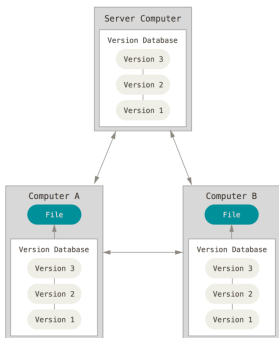 Server Computer
Version Database
Version 3
Version 2
Version 1
Computer A
File
Version Database
Version 3
Version 2
Version 1
Computer B
File
Version Database
Version 3
Version 2
Version 1